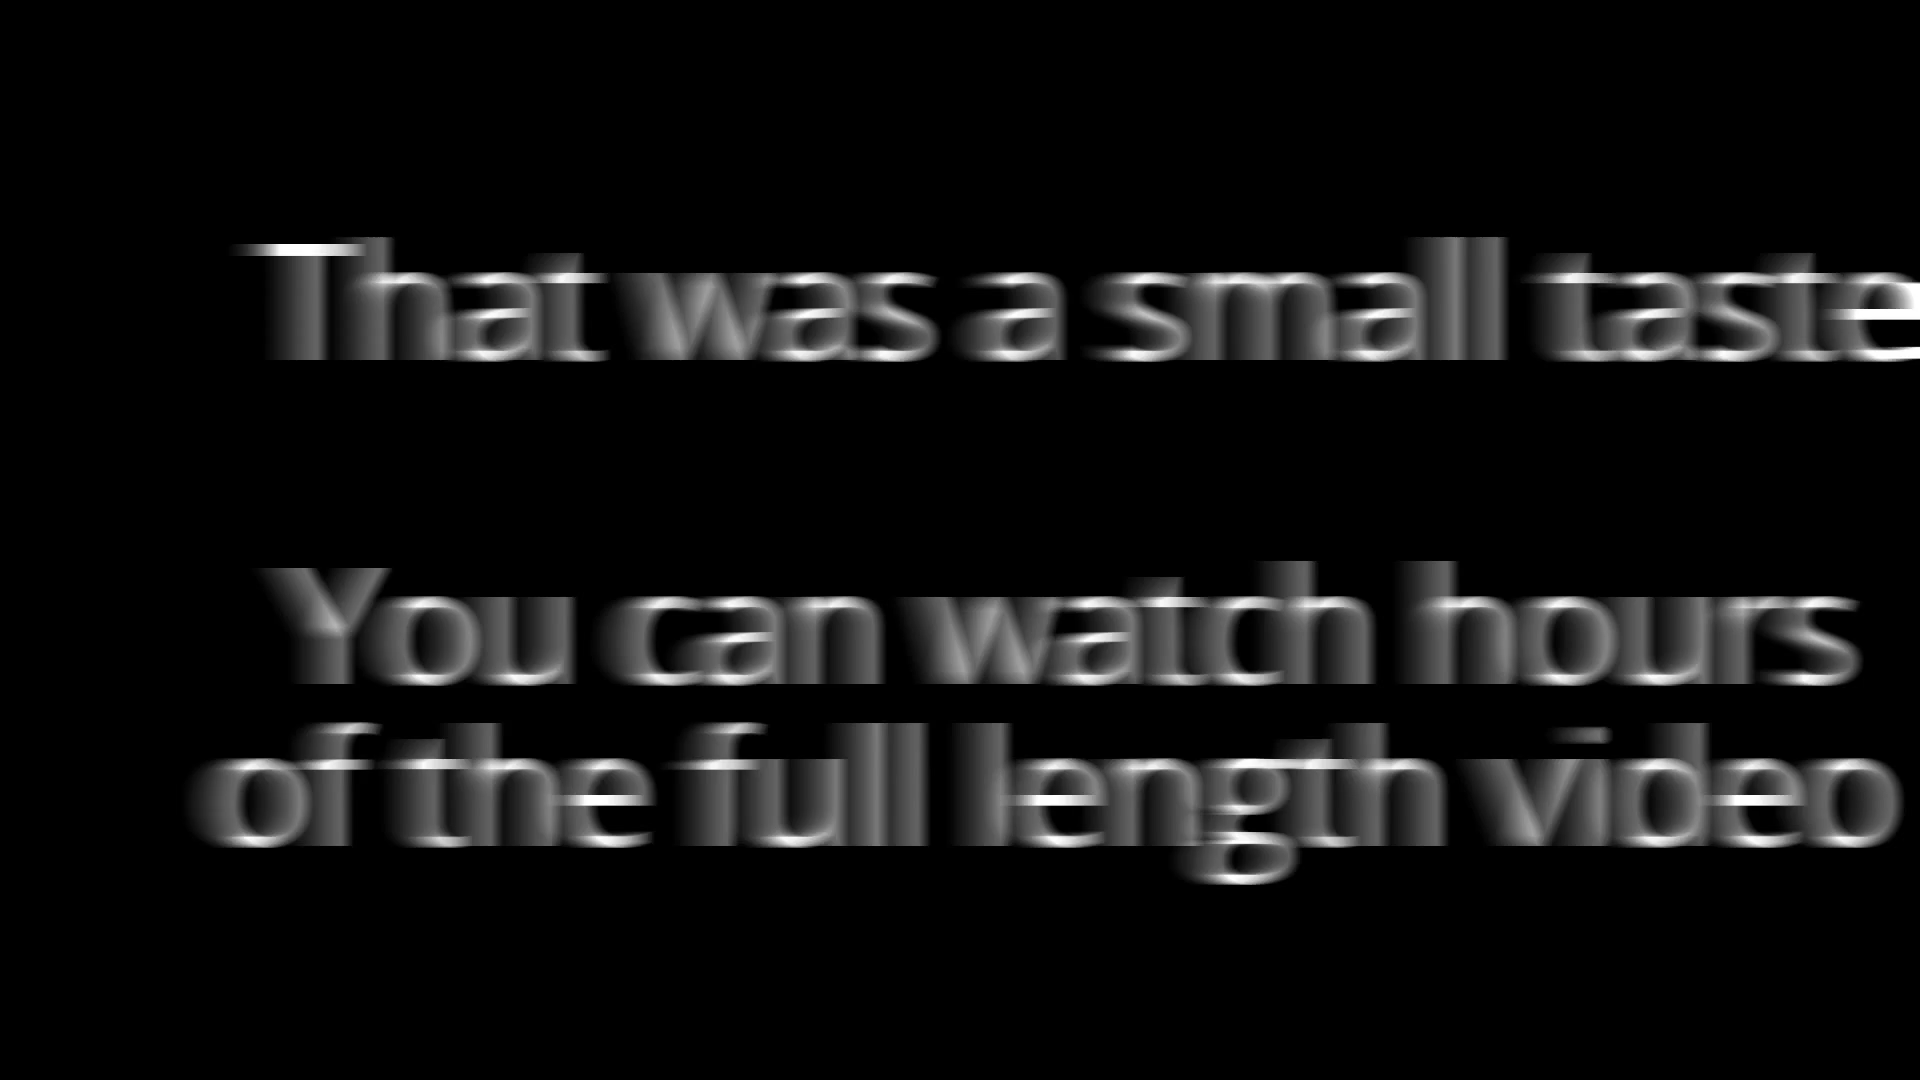 That was a small taste
You can watch hours
of the full length video